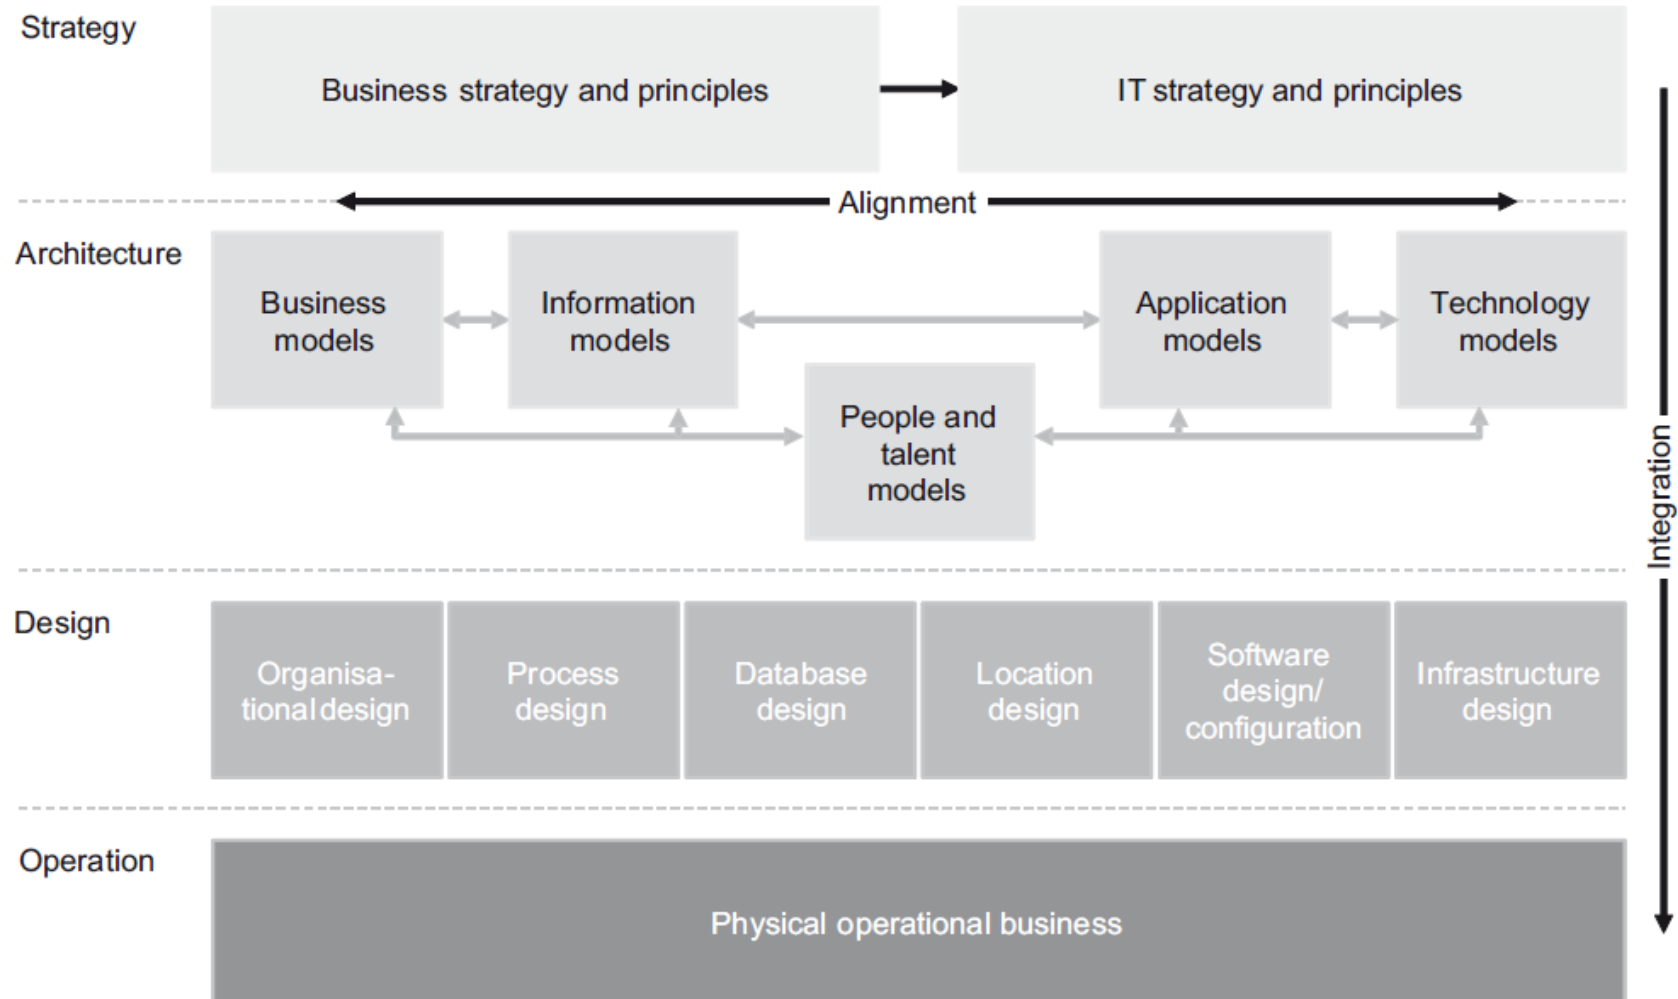 Strategy
Business strategy and principles
IT strategy and principles
Alignment
Architecture
Business
models
Information
models
Application
models
Technology
models
People and
talent
models
Integration
Design
Organisa-
tional design
Process
design
Database
design
Location
design
Software
design/
configuration
Infrastructure
design
Operation
Physical operational business